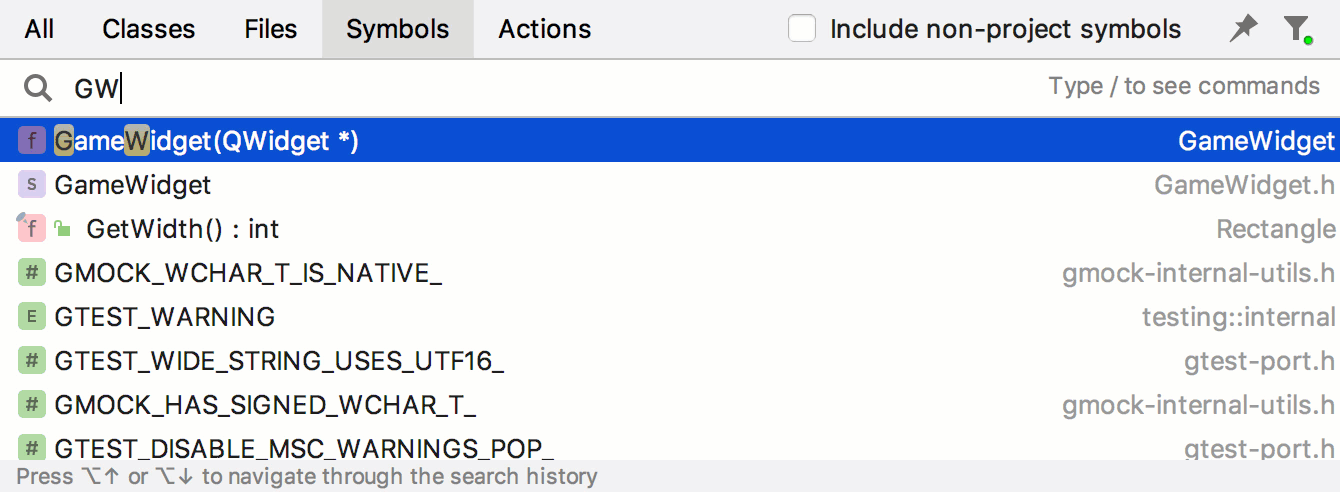 All Classes Files Symbols Actions Include non-project symbols
GW Type / to see commands
f GameWidget(QWidget *) GameWidget
S GameWidget GameWidget.h
f GetWidth() : int Rectangle
# GMOCK_WCHAR_T_IS_NATIVE_ gmock-internal-utils.h
E GTEST_WARNING testing::internal
# GTEST_WIDE_STRING_USES_UTF16_ gtest-port.h
# GMOCK_HAS_SIGNED_WCHAR_T_ gmock-internal-utils.h
# GTEST_DISABLE_MSC_WARNINGS_POP_ gtest-port.h
Press ⌥↑ or ⌥↓ to navigate through the search history